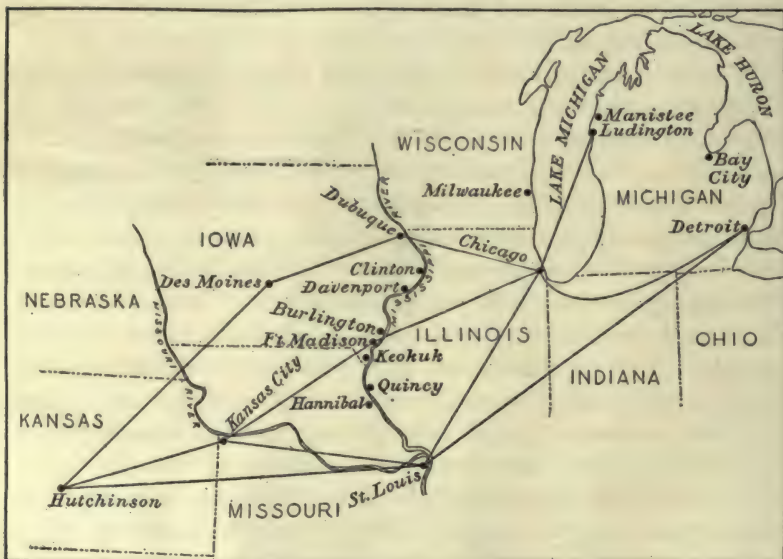 LAKE HURON
LAKE MICHIGAN
Manistee
Ludington
WISCONSIN
Bay
City
Milwaukee
MICHIGAN
RIVER
Dubuque
Detroit
IOWA
Chicago
Clinton
Des Moines
Davenport
MISSISSIPPI
NEBRASKA
Burlington
ILLINOIS
Ft Madison
OHIO
MISSOURI
RIVER
Keokuk
INDIANA
Kansas City
Quincy
KANSAS
Hannibal
St. Louis
Hutchinson
MISSOURI